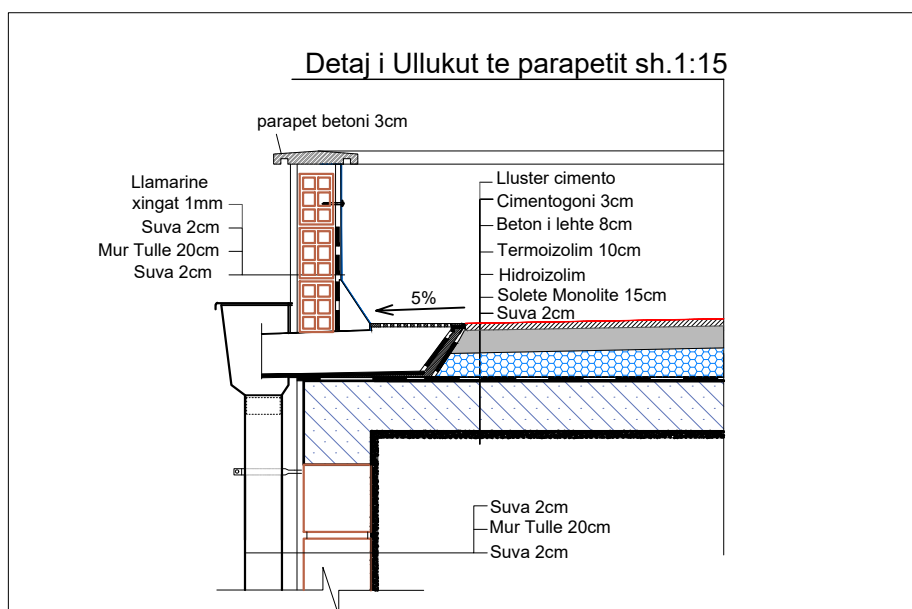 Detaj i Ullukut te parapetit sh.1:15
parapet betoni 3cm
Llamarine
xingat 1mm
Suva 2cm
Mur Tulle 20cm
Suva 2cm
5%
Lluster cimento
Cimentogoni 3cm
Beton i lehte 8cm
Termoizolim 10cm
Hidroizolim
Solete Monolite 15cm
Suva 2cm
Suva 2cm
Mur Tulle 20cm
Suva 2cm